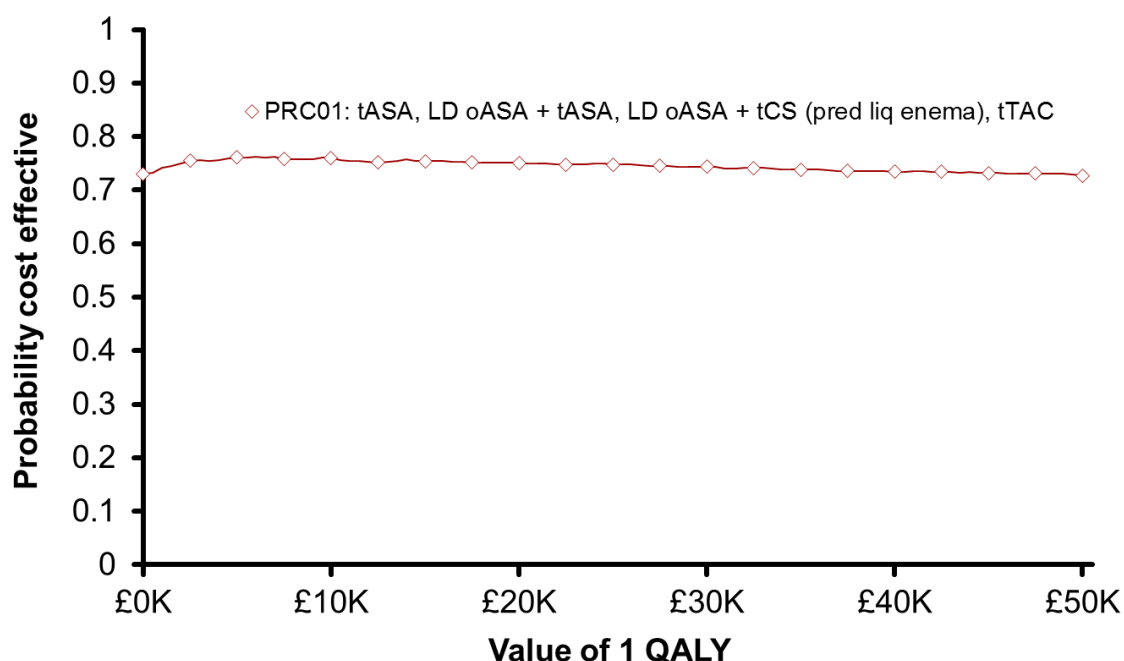 Probability cost effective
1
0.9
0.8
0.7
0.6
0.5
0.4
0.3
0.2
0.1
0
PRC01: tASA, LD oASA + tASA, LD oASA + tCS (pred liq enema), tTAC
£0K £10K £20K £30K £40K £50K
Value of 1 QALY